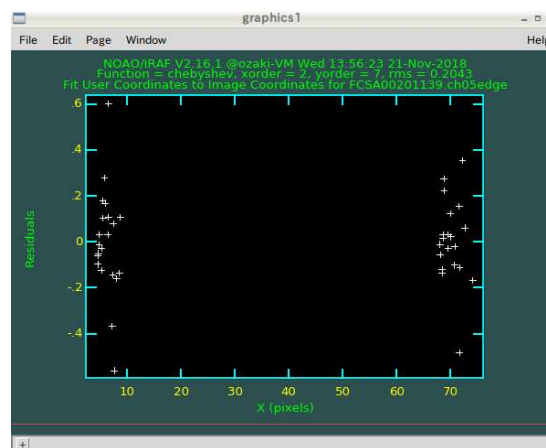 graphics1
File Edit Page Window Help
NOAO/IRAF V2.16.1 @ozaki-VM Wed 13:56:23 21-Nov-2018
Function = chebyshev, xorder = 2, yorder = 7, rms = 0.2043
Fit User Coordinates to Image Coordinates for FCSA00201139.ch05edge
.6
.4
.2
0
-.2
-.4
Residuals
10 20 30 40 50 60 70
X (pixels)